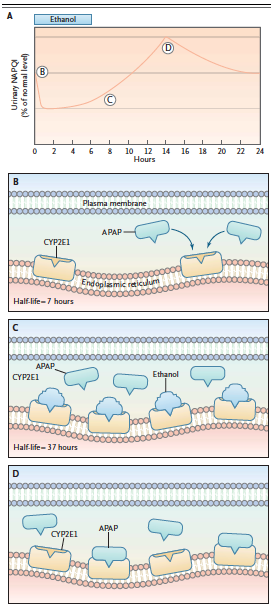 A
Ethanol
Urinary NAPQI
(% of normal level)
B
C
D
0 2 4 6 8 10 12 14 16 18 20 22 24
Hours
B
Plasma membrane
APAP
CYP2E1
Endoplasmic reticulum
Half-life= 7 hours
C
APAP
CYP2E1
Ethanol
Half-life= 37 hours
D
CYP2E1
APAP